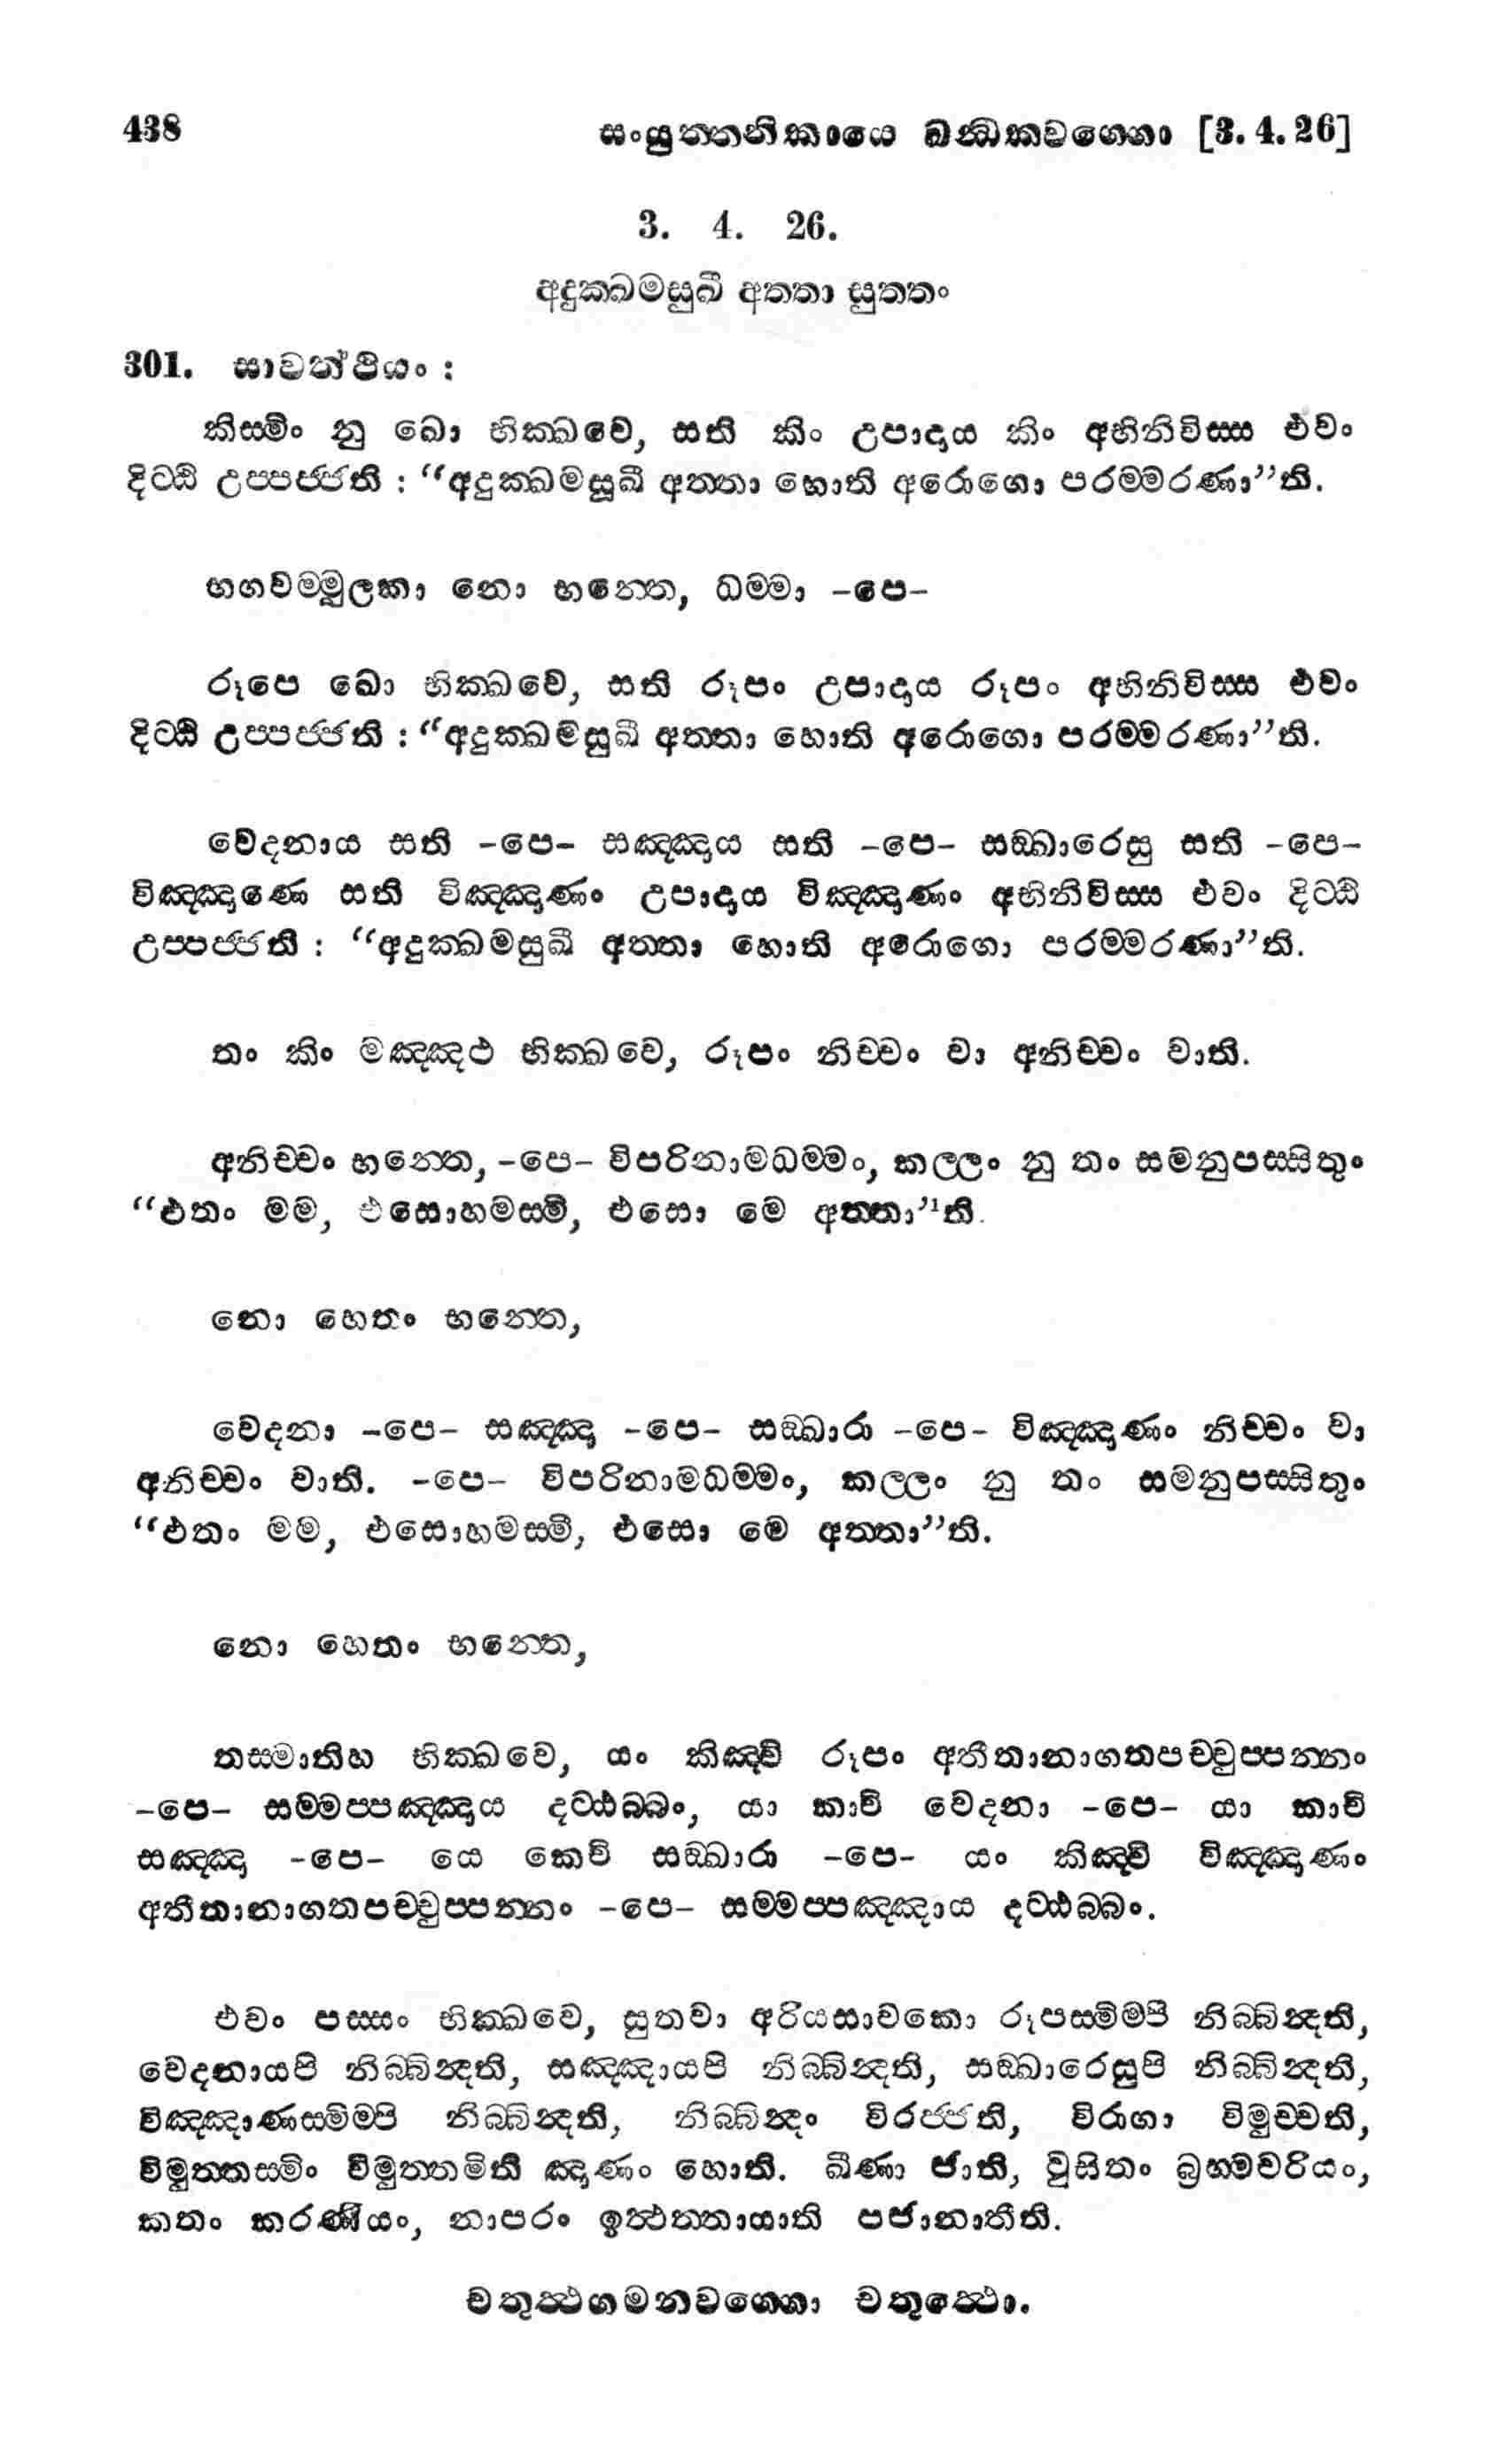 438 සංයුත්තනිකායෙ ඛන්ධකවග්ගො [3. 4. 26]
3. 4. 26.
අදුක්ඛමසුඛී අත්තා සුත්තං
301. සාවත්ථියං :
කිස්මිං නු ඛො භික්ඛවෙ, සති කිං උපාදාය කිං අභිනිවිස්ස එවං
දිට්ඨි උප්පජ්ජති : “අදුක්ඛමසුඛී අත්තා හොති අරොගො පරම්මරණා”ති.
භගවම්මූලකා නො භන්තෙ, ධම්මා -පෙ-
රූපෙ ඛො භික්ඛවෙ, සති රූපං උපාදාය රූපං අභිනිවිස්ස එවං
දිට්ඨි උප්පජ්ජති : “අදුක්ඛමසුඛී අත්තා හොති අරොගො පරම්මරණා”ති.
වෙදනාය සති -පෙ- සඤ්ඤාය සති -පෙ- සඞ්ඛාරෙසු සති -පෙ-
විඤ්ඤාණෙ සති විඤ්ඤාණං උපාදාය විඤ්ඤාණං අභිනිවිස්ස එවං දිට්ඨි
උප්පජ්ජති : “අදුක්ඛමසුඛී අත්තා හොති අරොගො පරම්මරණා”ති.
තං කිං මඤ්ඤථ භික්ඛවෙ, රූපං නිච්චං වා අනිච්චං වාති.
අනිච්චං භන්තෙ, -පෙ- විපරිනාමධම්මං, කල්ලං නු තං සමනුපස්සිතුං
“එතං මම, එසොහමස්මි, එසො මෙ අත්තා”ති.
නො හෙතං භන්තෙ,
වෙදනා -පෙ- සඤ්ඤා -පෙ- සඞ්ඛාරා -පෙ- විඤ්ඤාණං නිච්චං වා
අනිච්චං වාති. -පෙ- විපරිනාමධම්මං, කල්ලං නු තං සමනුපස්සිතුං
“එතං මම, එසොහමස්මි, එසො මෙ අත්තා”ති.
නො හෙතං භන්තෙ,
තස්මාතිහ භික්ඛවෙ, යං කිඤ්චි රූපං අතීතානාගතපච්චුප්පන්නං
-පෙ- සම්මප්පඤ්ඤාය දට්ඨබ්බං, යා කාචි වෙදනා -පෙ- යා කාචි
සඤ්ඤා -පෙ- යෙ කෙචි සඞ්ඛාරා -පෙ- යං කිඤ්චි විඤ්ඤාණං
අතීතානාගතපච්චුප්පන්නං -පෙ- සම්මප්පඤ්ඤාය දට්ඨබ්බං.
එවං පස්සං භික්ඛවෙ, සුතවා අරියසාවකො රූපස්මිම්පි නිබ්බින්දති,
වෙදනායපි නිබ්බින්දති, සඤ්ඤායපි නිබ්බින්දති, සඞ්ඛාරෙසුපි නිබ්බින්දති,
විඤ්ඤාණස්මිම්පි නිබ්බින්දති, නිබ්බින්දං විරජ්ජති, විරාගා විමුච්චති,
විමුත්තස්මිං විමුත්තමිති ඤාණං හොති. ඛීණා ජාති, වූසිතං බ්‍රහ්මචරියං,
කතං කරණීයං, නාපරං ඉත්ථත්තායාති පජානාතීති.
චතුත්ථගමනවග්ගො චතුත්ථො.